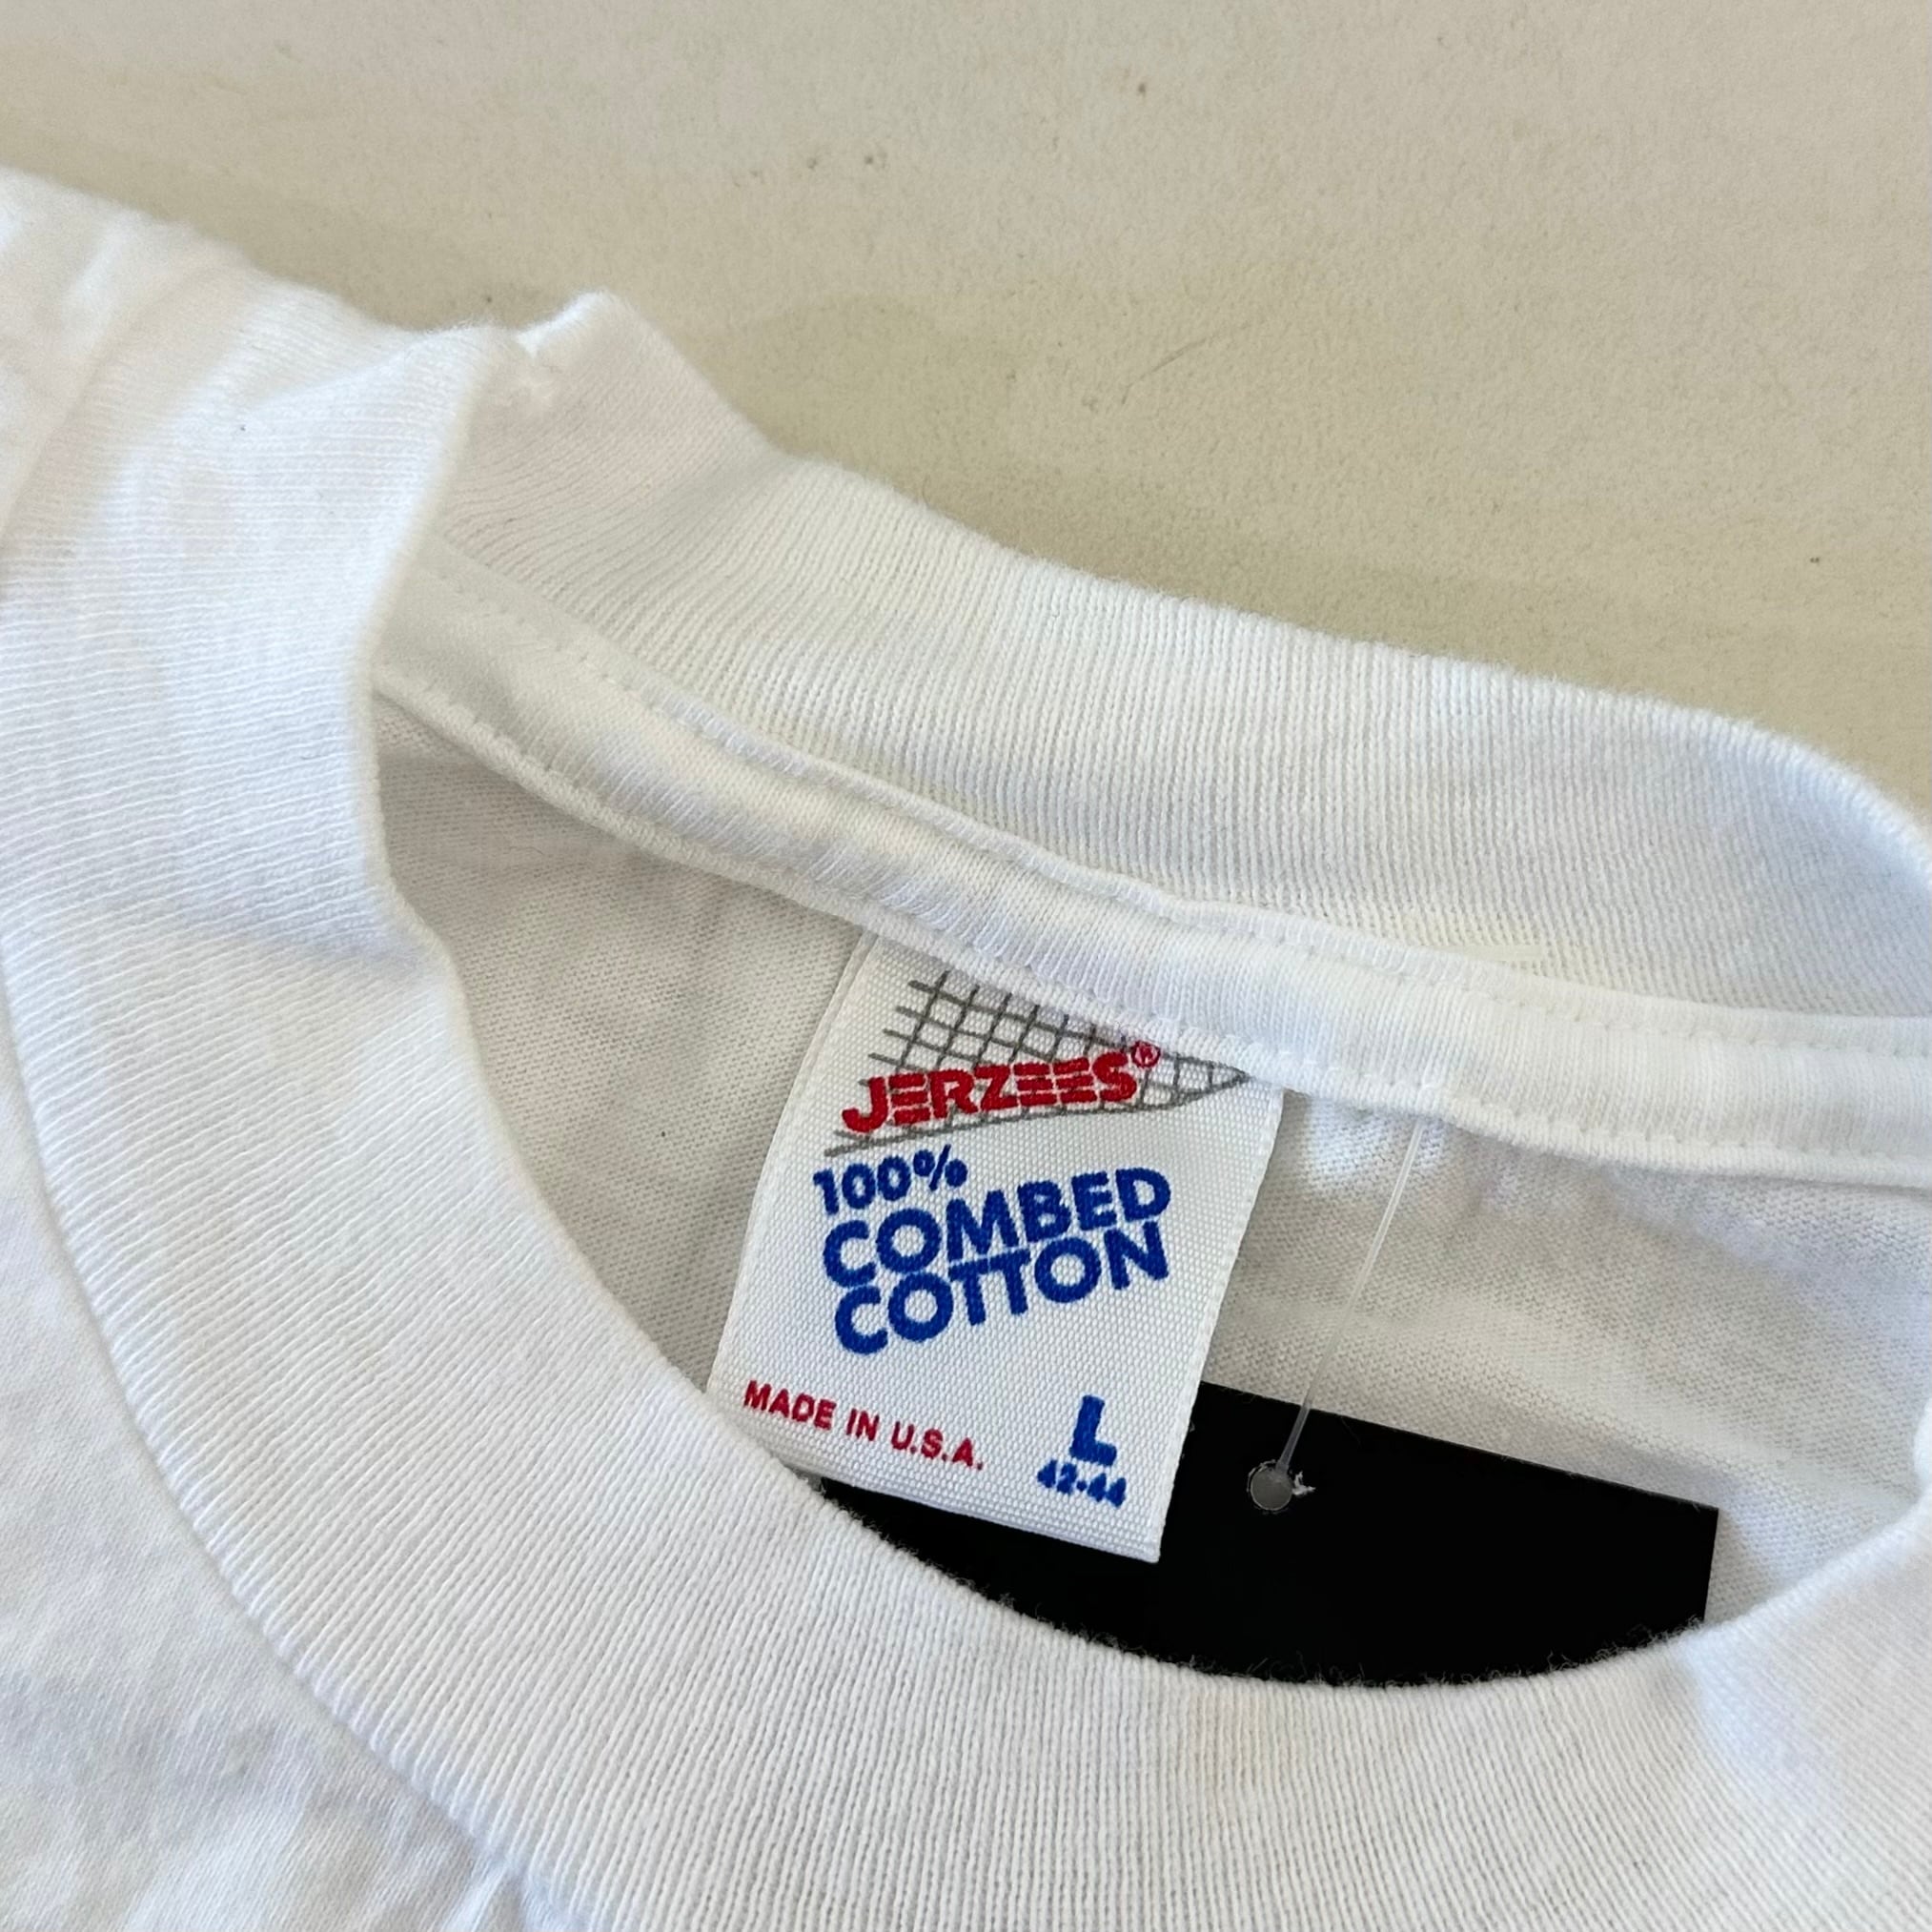 JERZEES®
100%
COMBED
COTTON
MADE IN U.S.A.
L
42-44